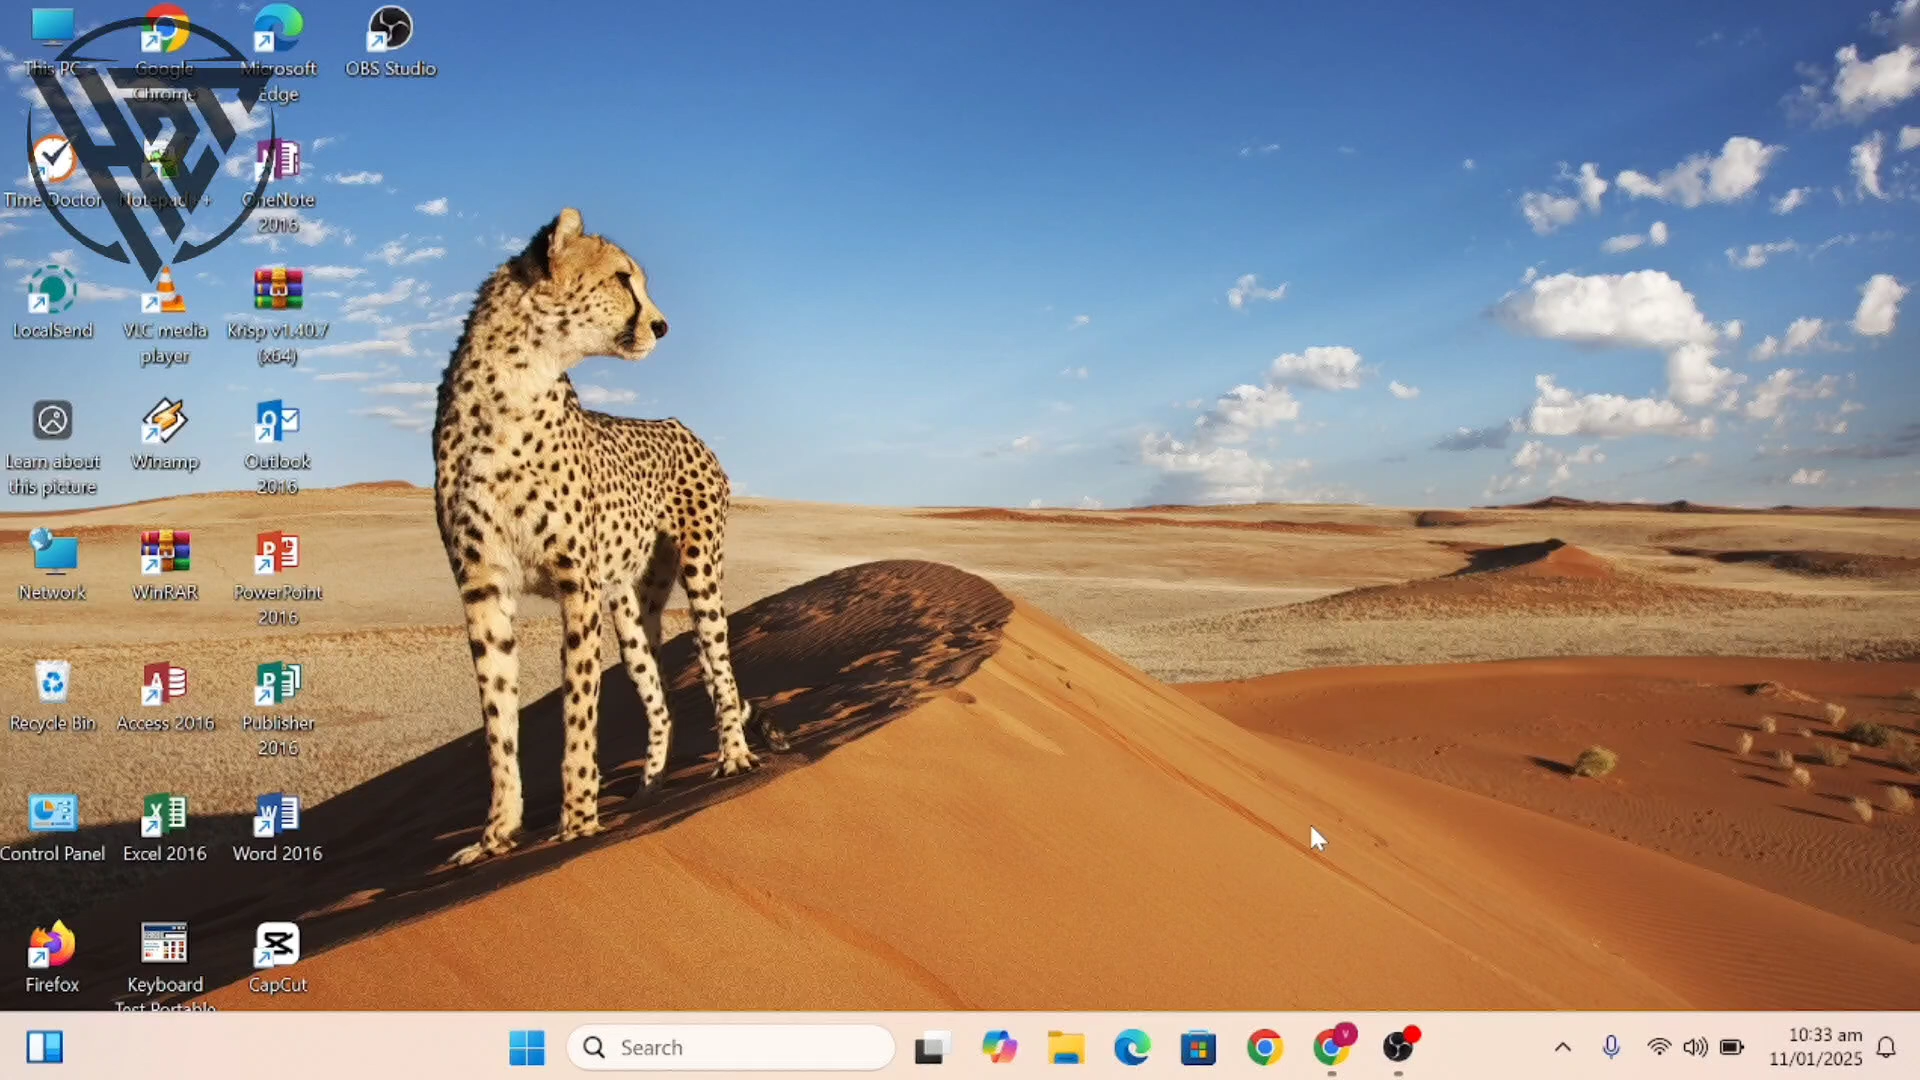 This PC
Google
Chrome
Microsoft
Edge
OBS Studio
Time Doctor
Notepad++
OneNote
2016
LocalSend
VLC media
player
Krisp v1.40.7
(x64)
Learn about
this picture
Winamp
Outlook
2016
Network
WinRAR
PowerPoint
2016
Recycle Bin
Access 2016
Publisher
2016
Control Panel
Excel 2016
Word 2016
Firefox
Keyboard
Test Portable
CapCut
Search
10:33 am
11/01/2025